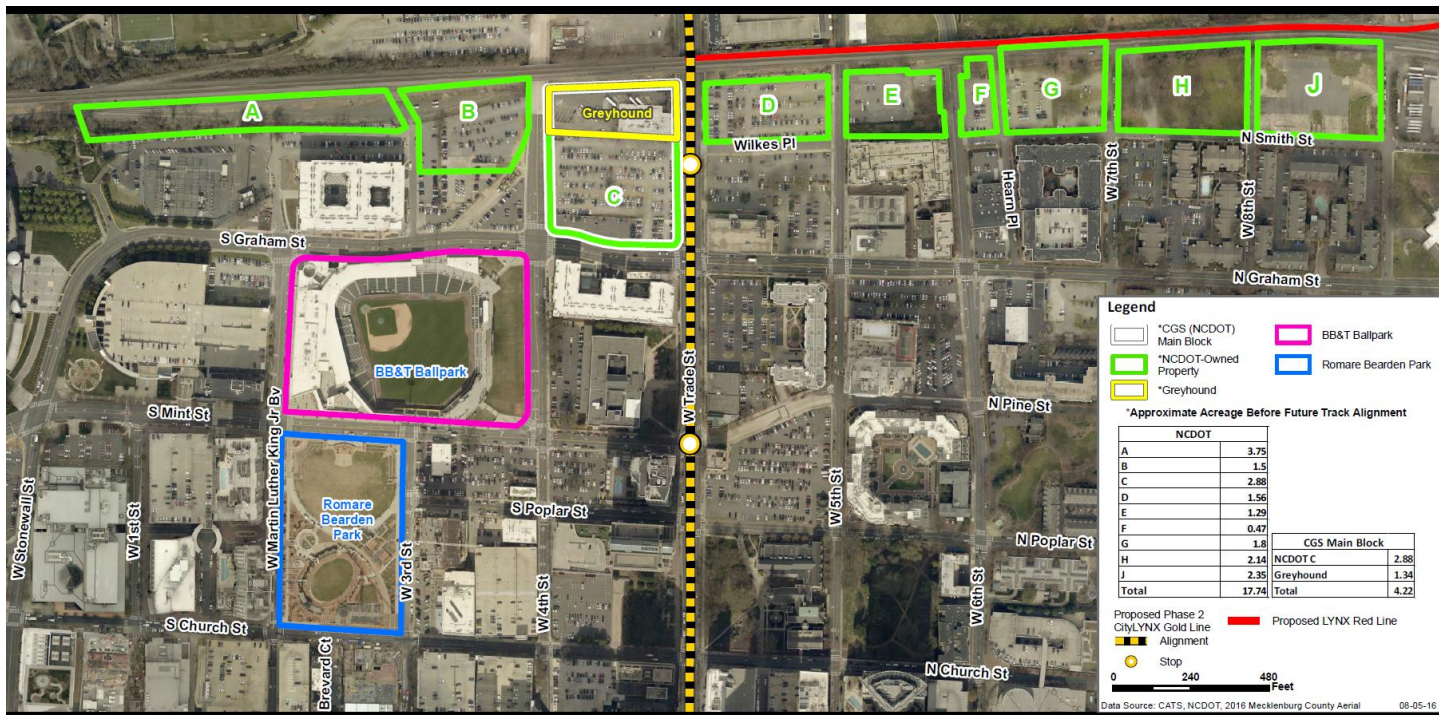 A
B
Greyhound
C
D
E
F
G
H
J
Wilkes Pl
N Smith St
Hearn Pl
W 7th St
W 8th St
S Graham St
N Graham St
BB&T Ballpark
W Trade St
S Mint St
N Pine St
W Martin Luther King Jr Bv
Romare
Bearden
Park
S Poplar St
W 5th St
N Poplar St
W Stonewall St
W 1st St
W 3rd St
W 4th St
W 6th St
S Church St
Brevard Ct
N Church St
Legend
*CGS (NCDOT)
Main Block
BB&T Ballpark
*NCDOT-Owned
Property
Romare Bearden Park
*Greyhound
*Approximate Acreage Before Future Track Alignment
NCDOT
A 3.75
B 1.5
C 2.88
D 1.56
E 1.29
F 0.47
G 1.8
H 2.14
J 2.35
Total 17.74
CGS Main Block
NCDOT C 2.88
Greyhound 1.34
Total 4.22
Proposed Phase 2
CityLYNX Gold Line
Alignment
Stop
Proposed LYNX Red Line
0 240 480
Feet
Data Source: CATS, NCDOT, 2016 Mecklenburg County Aerial 08-05-16